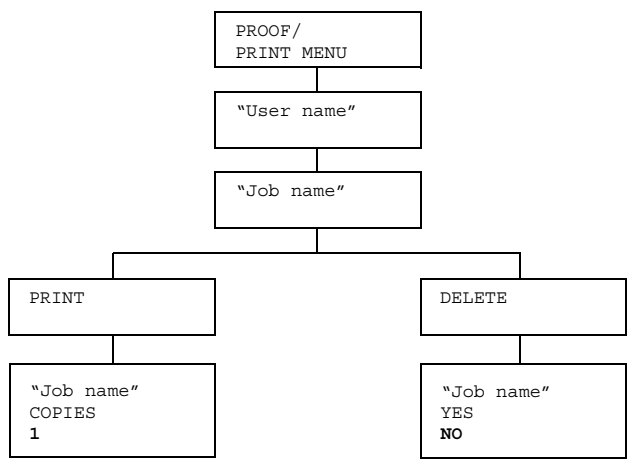 PROOF/
PRINT MENU
“User name”
“Job name”
PRINT
DELETE
“Job name”
COPIES
1
“Job name”
YES
NO